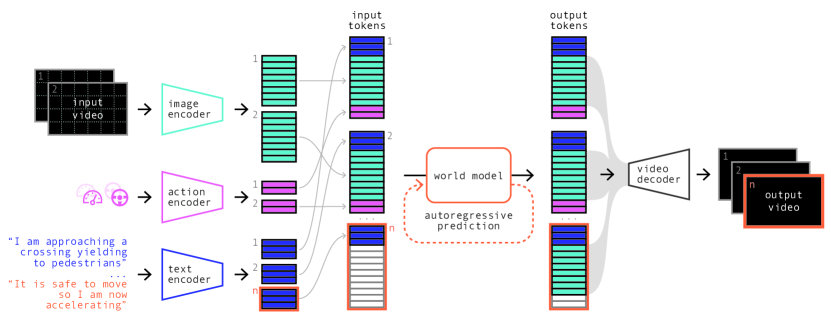 input
tokens
output
tokens
1
2
input
video
image
encoder
1
2
1
2
n
action
encoder
1
2
world model
autoregressive
prediction
...
...
video
decoder
1
2
n
output
video
“I am approaching a
crossing yielding
to pedestrians”
...
“It is safe to move
so I am now
accelerating”
text
encoder
1
2
n